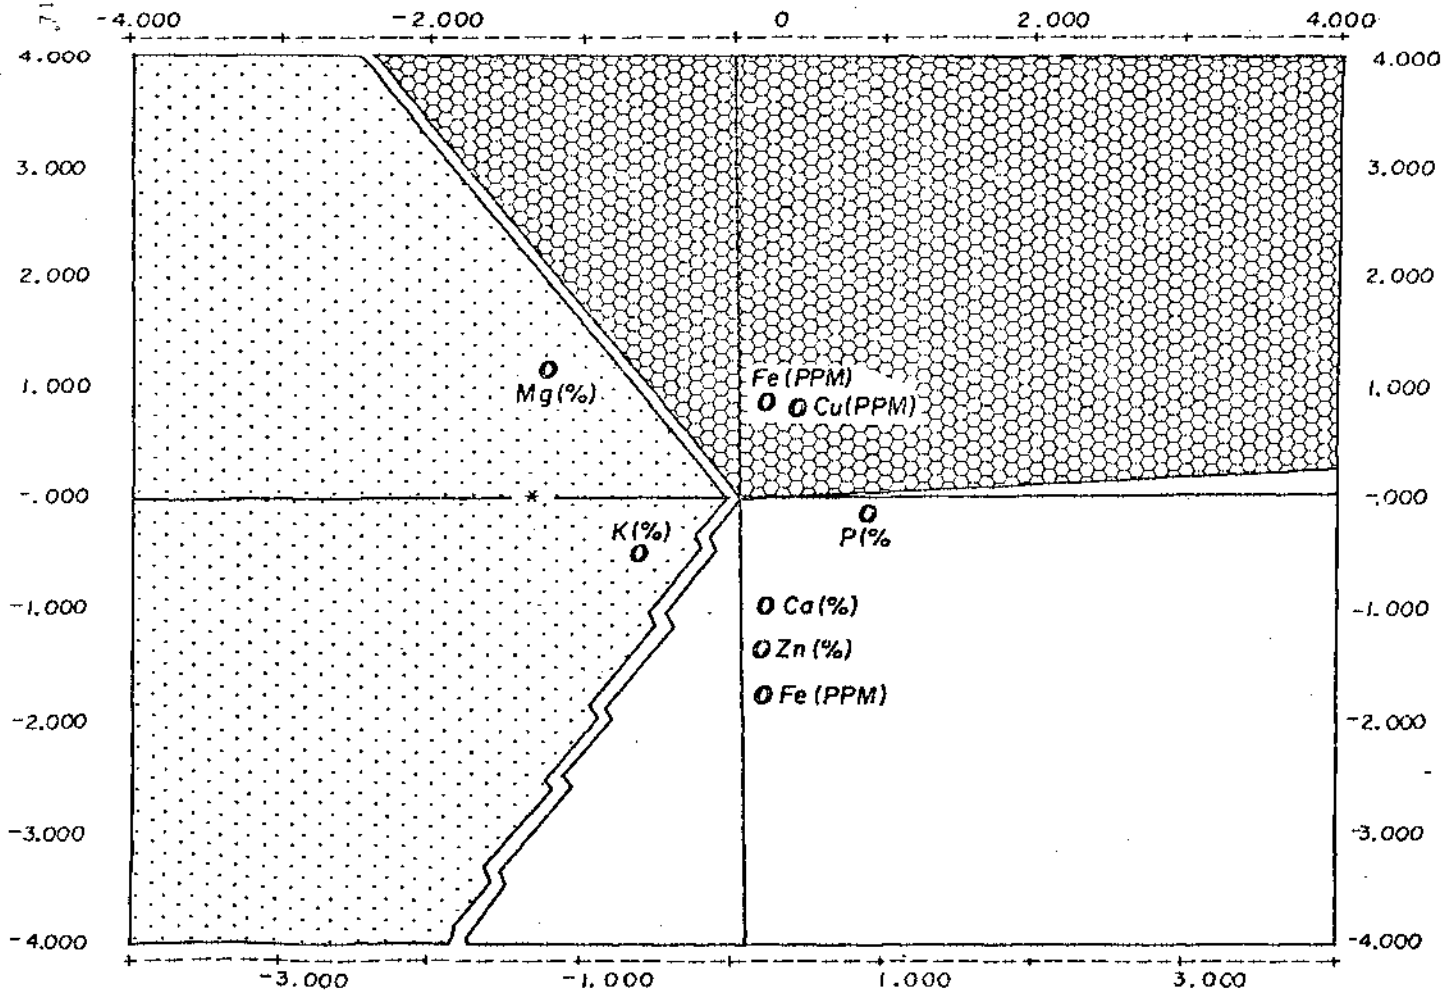 -4.000 -2.000 0 2.000 4.000
4.000 4.000
3.000 3.000
2.000 2.000
1.000 1.000
Fe (PPM)
Mg (%) Cu (PPM)
-.000 * -.000
K (%) P (%
-1.000 Ca (%) -1.000
Zn (%)
Fe (PPM)
-2.000 -2.000
-3.000 -3.000
-4.000 -4.000
-3.000 -1.000 1.000 3.000